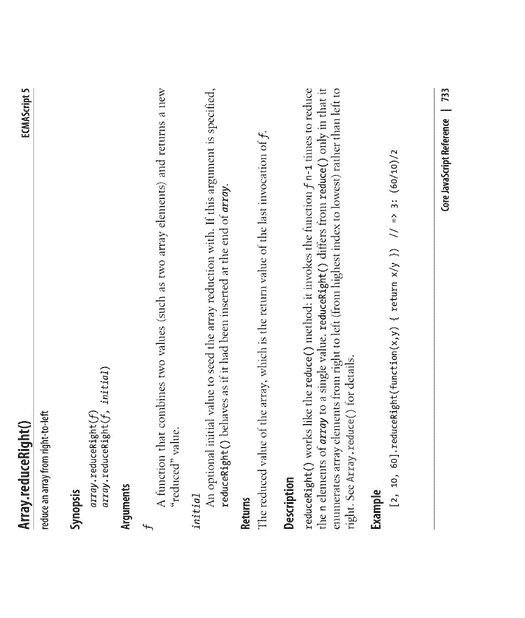 Array.reduceRight() ECMAScript 5
reduce an array from right-to-left
Synopsis
array.reduceRight(f)
array.reduceRight(f, initial)
Arguments
f
A function that combines two values (such as two array elements) and returns a new
“reduced” value.
initial
An optional initial value to seed the array reduction with. If this argument is specified,
reduceRight() behaves as if it had been inserted at the end of array.
Returns
The reduced value of the array, which is the return value of the last invocation of f.
Description
reduceRight() works like the reduce() method: it invokes the function f n-1 times to reduce
the n elements of array to a single value. reduceRight() differs from reduce() only in that it
enumerates array elements from right to left (from highest index to lowest) rather than left to
right. See Array.reduce() for details.
Example
[2, 10, 60].reduceRight(function(x,y) { return x/y }) // => 3: (60/10)/2
Core JavaScript Reference | 733